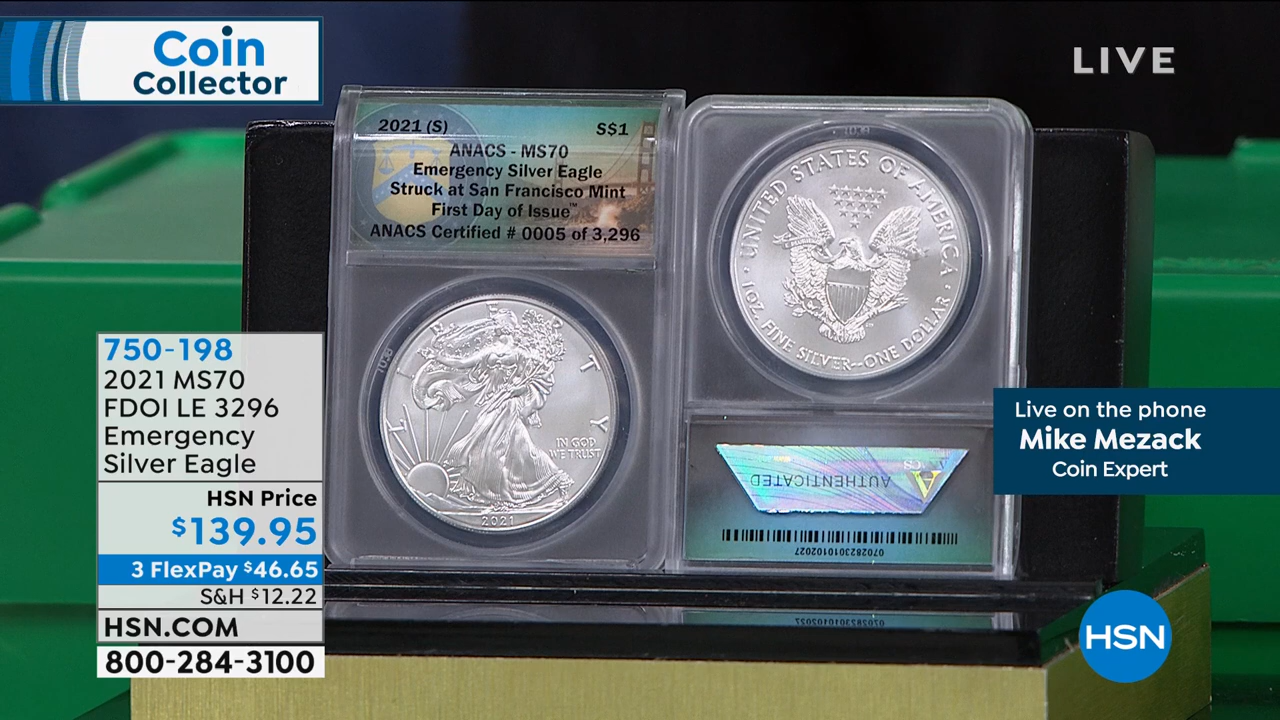 Coin
Collector
LIVE
2021 (S) S$1
ANACS - MS70
Emergency Silver Eagle
Struck at San Francisco Mint
First Day of Issue™
ANACS Certified # 0005 of 3,296
LIBERTY
IN GOD
WE TRUST
2021
UNITED STATES OF AMERICA
1 OZ. FINE SILVER~ONE DOLLAR
AUTHENTICATED
0702823010102027
750-198
2021 MS70
FDOI LE 3296
Emergency
Silver Eagle
HSN Price
$139.95
3 FlexPay $46.65
S&H $12.22
HSN.COM
800-284-3100
Live on the phone
Mike Mezack
Coin Expert
HSN